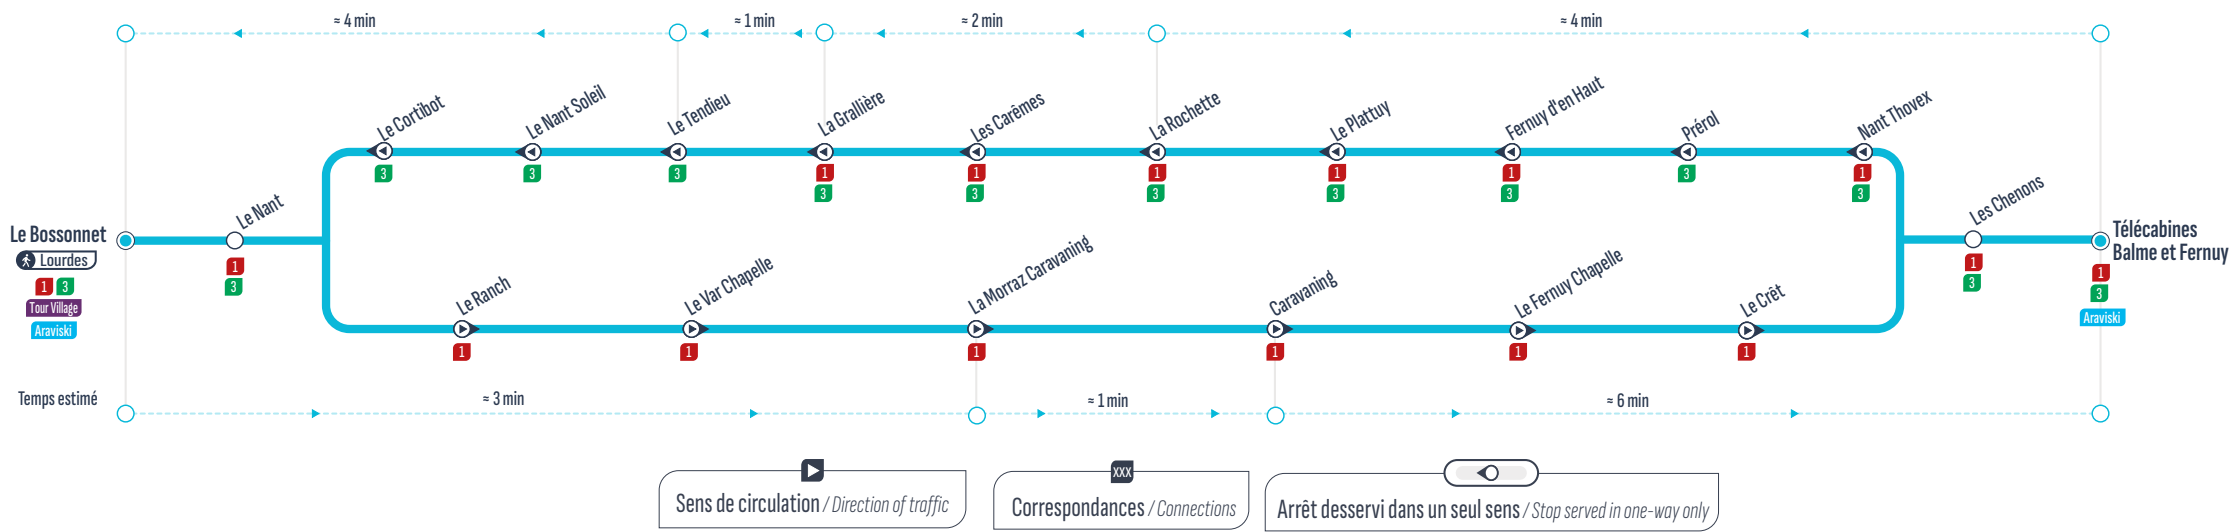 ≈ 4 min
≈ 1 min
≈ 2 min
≈ 4 min
Le Cortibot
Le Nant Soleil
Le Tendieu
La Grallière
Les Carêmes
La Rochette
Le Plattuy
Fernuy d'en Haut
Prérol
Nant Thovex
3
3
3
1
3
1
3
1
3
1
3
1
3
3
1
3
Le Bossonnet
Lourdes
1 3
Tour Village
Araviski
Le Nant
1
3
Les Chenons
1
3
Télécabines
Balme et Fernuy
1
3
Araviski
Le Ranch
Le Var Chapelle
La Morraz Caravaning
Caravaning
Le Fernuy Chapelle
Le Crêt
1
1
1
1
1
1
Temps estimé
≈ 3 min
≈ 1 min
≈ 6 min
Sens de circulation / Direction of traffic
XXX
Correspondances / Connections
Arrêt desservi dans un seul sens / Stop served in one-way only